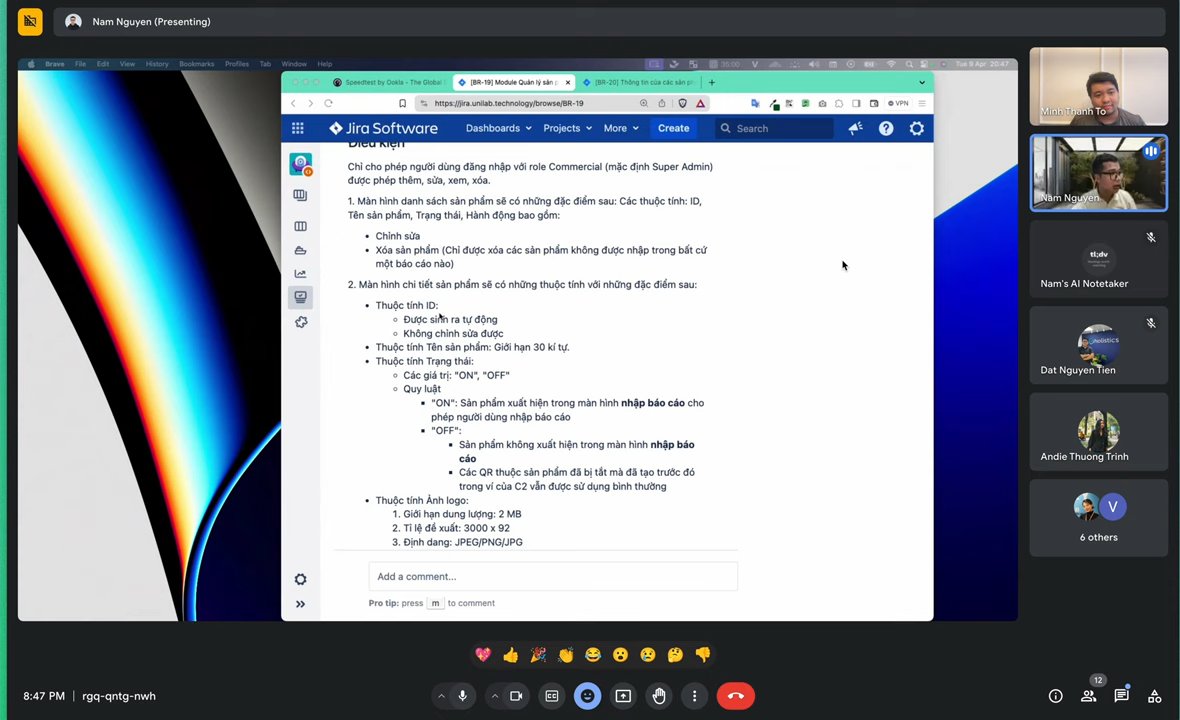 Nam Nguyen (Presenting)
Brave File Edit View History Bookmarks Profiles Tab Window Help
35:00
Tue 9 Apr 20:47
Speedtest by Ookla - The Global
[BR-19] Module Quản lý sản p
[BR-20] Thông tin của các sản ph
https://jira.unilab.technology/browse/BR-19
VPN
Jira Software
Dashboards
Projects
More
Create
Search
Điều kiện
Chỉ cho phép người dùng đăng nhập với role Commercial (mặc định Super Admin)
được phép thêm, sửa, xem, xóa.
1. Màn hình danh sách sản phẩm sẽ có những đặc điểm sau: Các thuộc tính: ID,
Tên sản phẩm, Trạng thái, Hành động bao gồm:
Chỉnh sửa
Xóa sản phẩm (Chỉ được xóa các sản phẩm không được nhập trong bất cứ
một báo cáo nào)
2. Màn hình chi tiết sản phẩm sẽ có những thuộc tính với những đặc điểm sau:
Thuộc tính ID:
Được sinh ra tự động
Không chỉnh sửa được
Thuộc tính Tên sản phẩm: Giới hạn 30 kí tự.
Thuộc tính Trạng thái:
Các giá trị: "ON", "OFF"
Quy luật
"ON": Sản phẩm xuất hiện trong màn hình nhập báo cáo cho
phép người dùng nhập báo cáo
"OFF":
Sản phẩm không xuất hiện trong màn hình nhập báo
cáo
Các QR thuộc sản phẩm đã bị tắt mà đã tạo trước đó
trong ví của C2 vẫn được sử dụng bình thường
Thuộc tính Ảnh logo:
1. Giới hạn dung lượng: 2 MB
2. Tỉ lệ đề xuất: 3000 x 92
3. Định dạng: JPEG/PNG/JPG
Add a comment...
Pro tip: press m to comment
Minh Thanh To
Nam Nguyen
tl;dv
Nam's AI Notetaker
holistics
Dat Nguyen Tien
Andie Thuong Trinh
V
6 others
8:47 PM | rgq-qntg-nwh
12